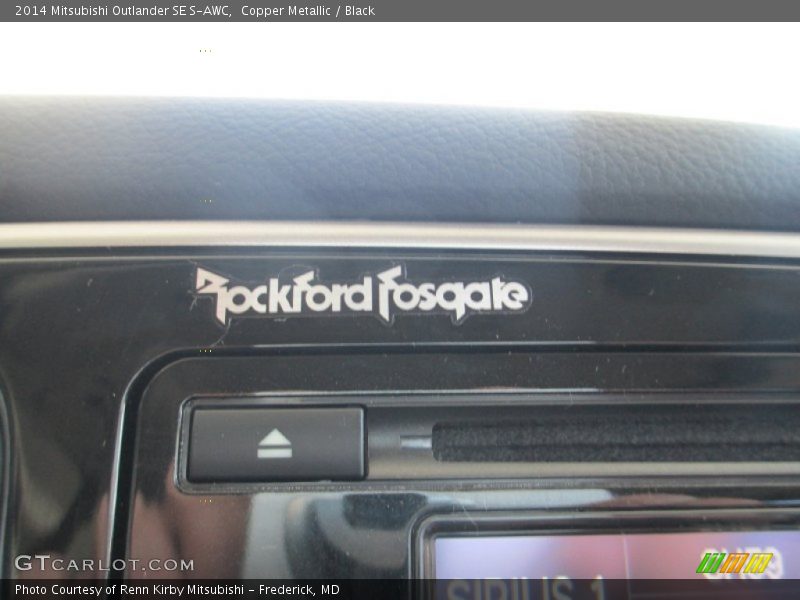 2014 Mitsubishi Outlander SE S-AWC,  Copper Metallic / Black
Rockford Fosgate
SIRIUS 1
GTCARLOT.COM
Photo Courtesy of Renn Kirby Mitsubishi - Frederick, MD